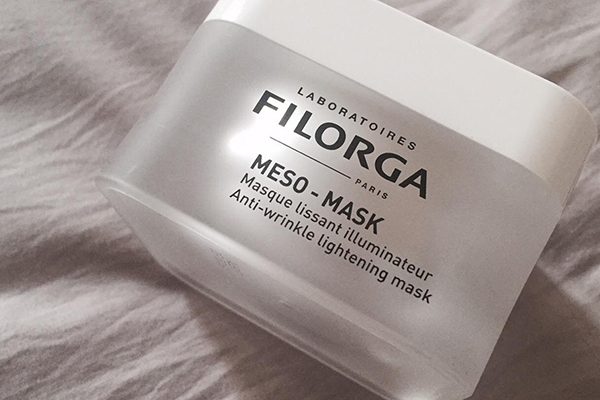 LABORATOIRES
FILORGA
PARIS
MESO-MASK
Masque lissant illuminateur
Anti-wrinkle lightening mask